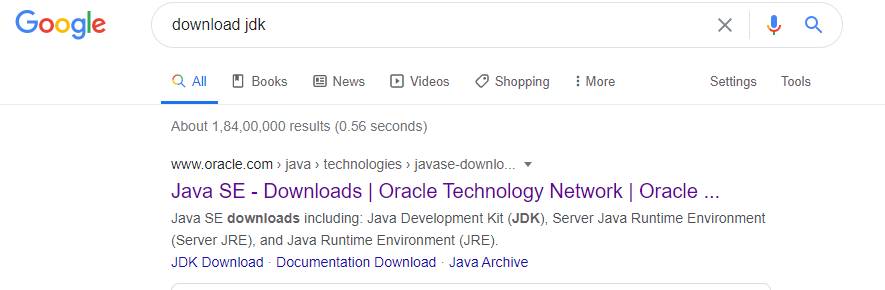 Google
download jdk
All Books News Videos Shopping More Settings Tools
About 1,84,00,000 results (0.56 seconds)
www.oracle.com › java › technologies › javase-downlo...
Java SE - Downloads | Oracle Technology Network | Oracle ...
Java SE downloads including: Java Development Kit (JDK), Server Java Runtime Environment
(Server JRE), and Java Runtime Environment (JRE).
JDK Download · Documentation Download · Java Archive